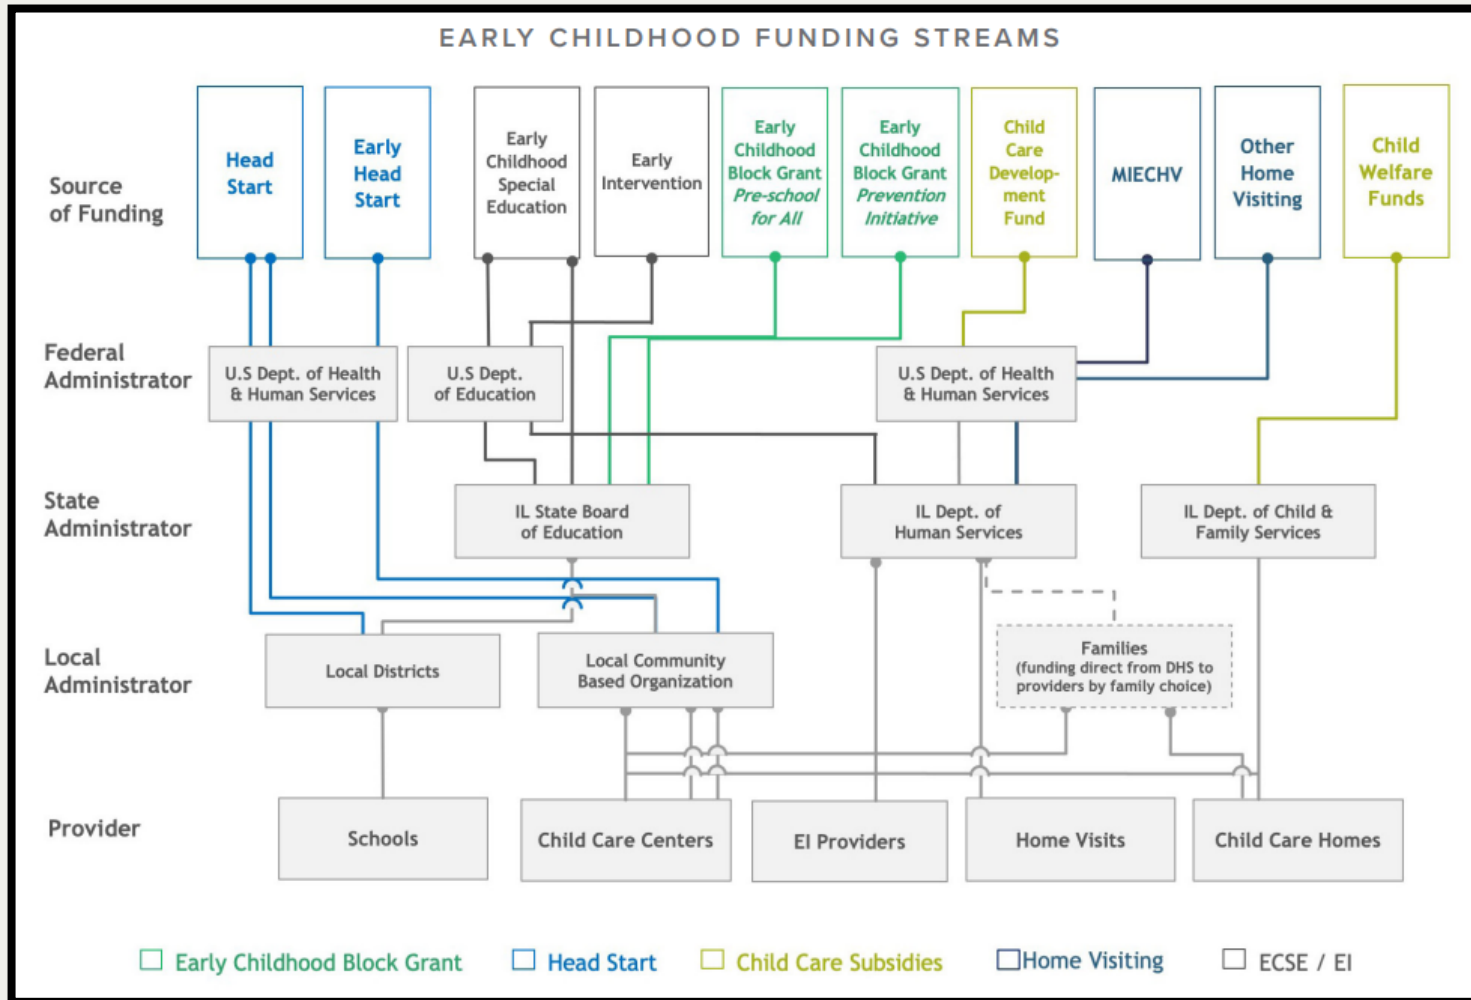 EARLY CHILDHOOD FUNDING STREAMS
Source
of Funding
Head
Start
Early
Head
Start
Early
Childhood
Special
Education
Early
Intervention
Early
Childhood
Block Grant
Pre-school
for All
Early
Childhood
Block Grant
Prevention
Initiative
Child
Care
Develop-
ment
Fund
MIECHV
Other
Home
Visiting
Child
Welfare
Funds
Federal
Administrator
U.S Dept. of Health
& Human Services
U.S Dept.
of Education
U.S Dept. of Health
& Human Services
State
Administrator
IL State Board
of Education
IL Dept. of
Human Services
IL Dept. of Child &
Family Services
Local
Administrator
Local Districts
Local Community
Based Organization
Families
(funding direct from DHS to
providers by family choice)
Provider
Schools
Child Care Centers
EI Providers
Home Visits
Child Care Homes
Early Childhood Block Grant
Head Start
Child Care Subsidies
Home Visiting
ECSE / EI